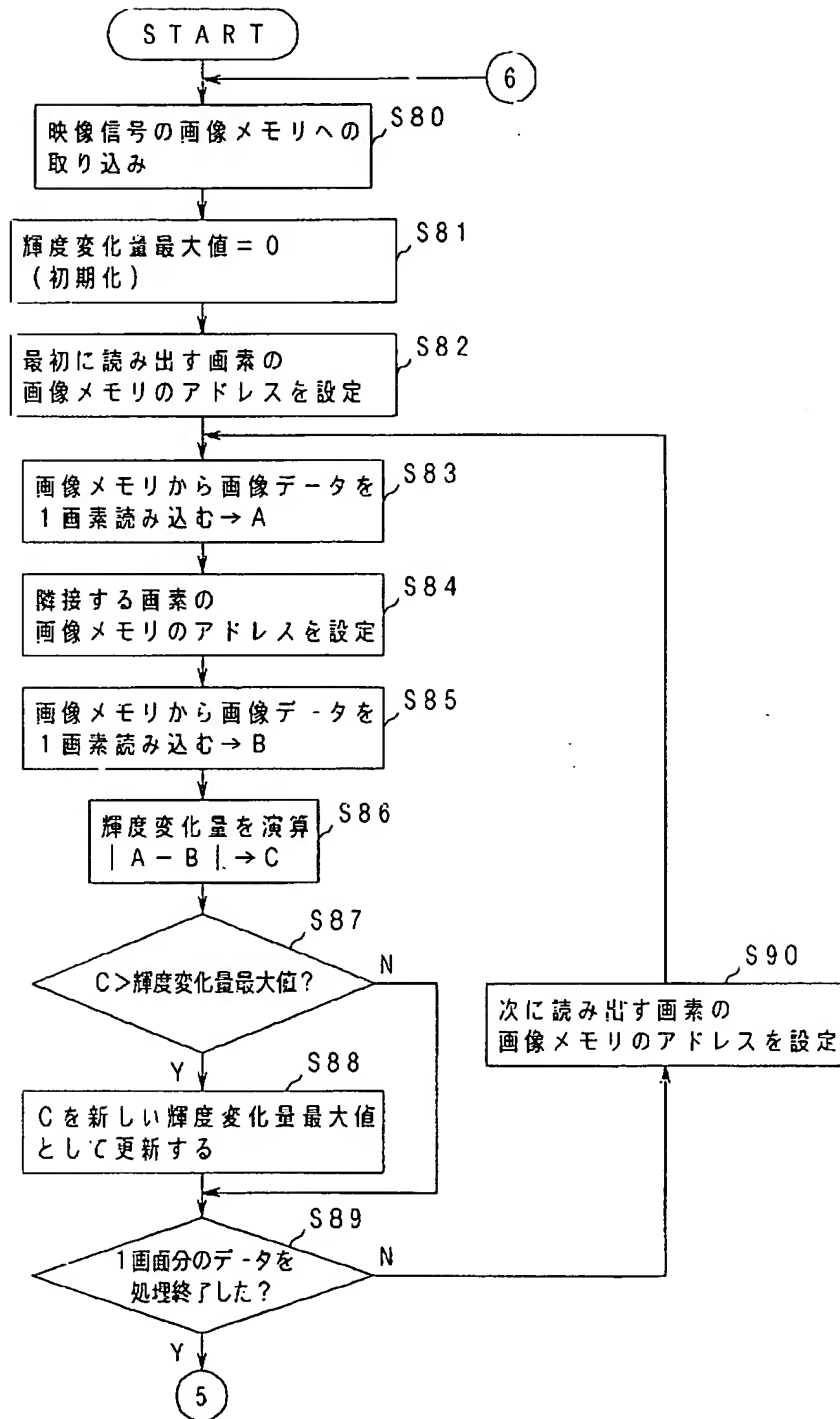 START
6
映像信号の画像メモリへの
取り込み
S80
輝度変化量最大値=0
(初期化)
S81
最初に読み出す画素の
画像メモリのアドレスを設定
S82
画像メモリから画像データを
1画素読み込む→A
S83
隣接する画素の
画像メモリのアドレスを設定
S84
画像メモリから画像データを
1画素読み込む→B
S85
輝度変化量を演算
|A-B|→C
S86
C>輝度変化量最大値?
S87
N
Y
Cを新しい輝度変化量最大値
として更新する
S88
次に読み出す画素の
画像メモリのアドレスを設定
S90
1画面分のデータを
処理終了した?
S89
N
Y
5